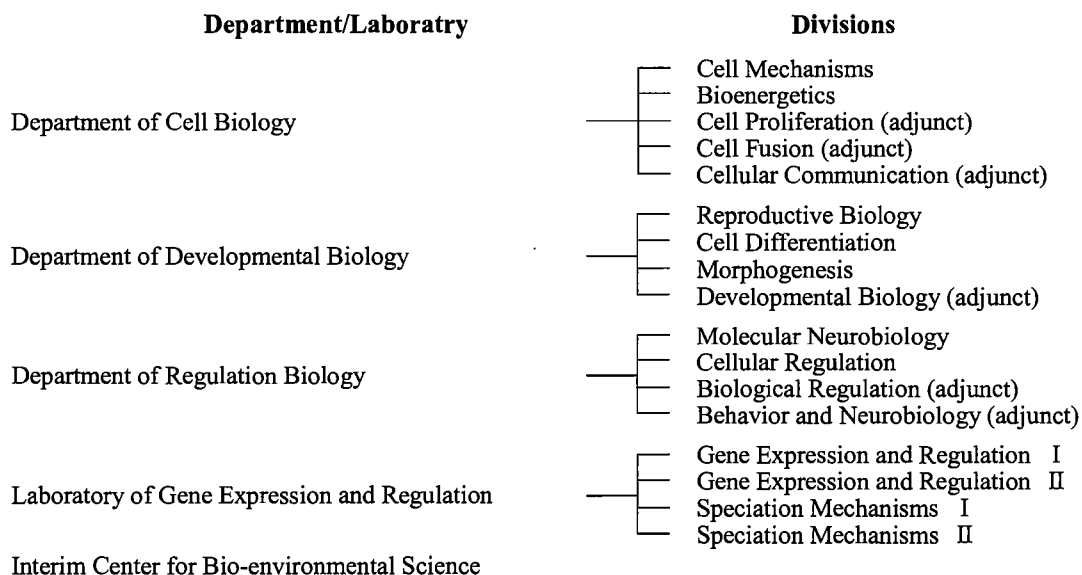 Department/Laboratry
Divisions
Department of Cell Biology
Cell Mechanisms
Bioenergetics
Cell Proliferation (adjunct)
Cell Fusion (adjunct)
Cellular Communication (adjunct)
Department of Developmental Biology
Reproductive Biology
Cell Differentiation
Morphogenesis
Developmental Biology (adjunct)
Department of Regulation Biology
Molecular Neurobiology
Cellular Regulation
Biological Regulation (adjunct)
Behavior and Neurobiology (adjunct)
Laboratory of Gene Expression and Regulation
Gene Expression and Regulation Ⅰ
Gene Expression and Regulation Ⅱ
Speciation Mechanisms Ⅰ
Speciation Mechanisms Ⅱ
Interim Center for Bio-environmental Science